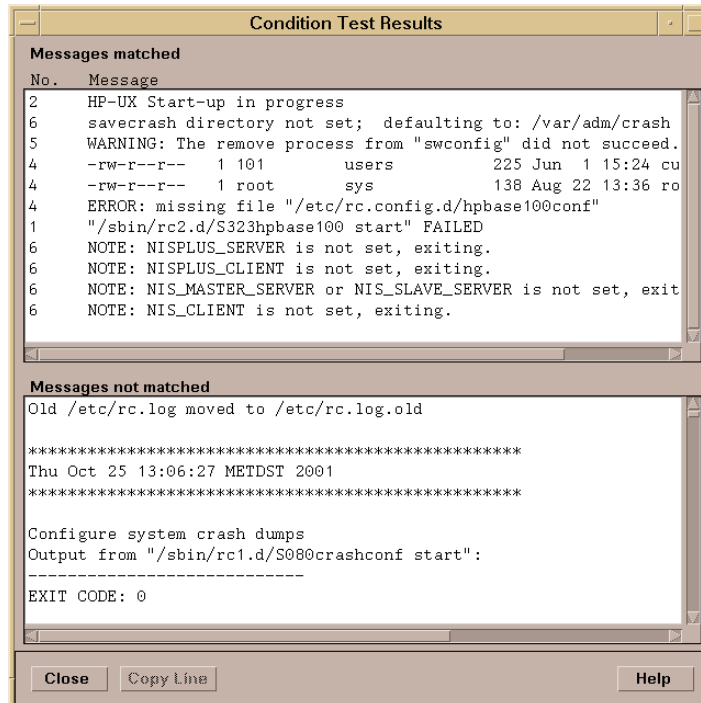 Condition Test Results
Messages matched
No. Message
2 HP-UX Start-up in progress
6 savecrash directory not set; defaulting to: /var/adm/crash
5 WARNING: The remove process from "swconfig" did not succeed.
4 -rw-r--r-- 1 101 users 225 Jun 1 15:24 cu
4 -rw-r--r-- 1 root sys 138 Aug 22 13:36 ro
4 ERROR: missing file "/etc/rc.config.d/hpbase100conf"
1 "/sbin/rc2.d/S323hpbase100 start" FAILED
6 NOTE: NISPLUS_SERVER is not set, exiting.
6 NOTE: NISPLUS_CLIENT is not set, exiting.
6 NOTE: NIS_MASTER_SERVER or NIS_SLAVE_SERVER is not set, exit
6 NOTE: NIS_CLIENT is not set, exiting.
Messages not matched
Old /etc/rc.log moved to /etc/rc.log.old
**************************************************
Thu Oct 25 13:06:27 METDST 2001
**************************************************
Configure system crash dumps
Output from "/sbin/rc1.d/S080crashconf start":
----------------------------
EXIT CODE: 0
Close Copy Line Help